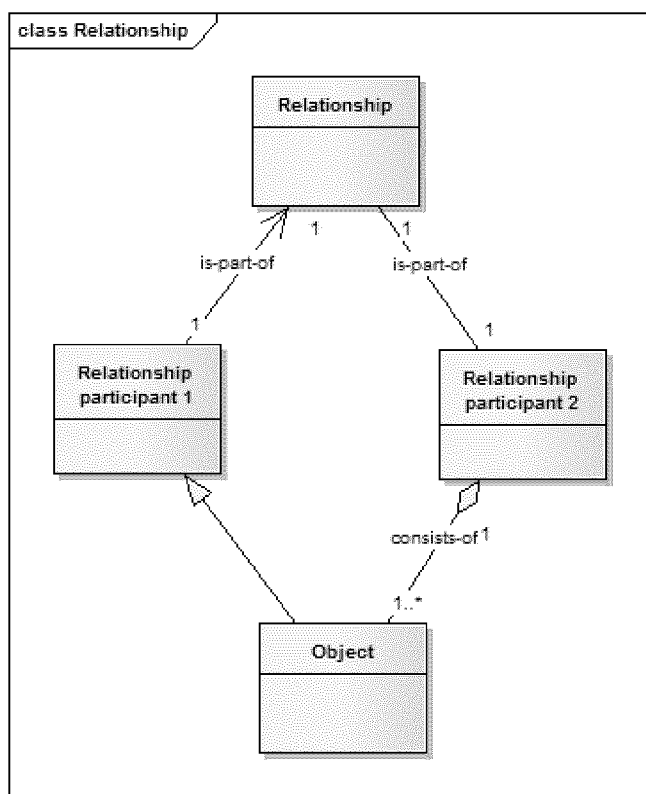 class Relationship
Relationship
1
1
is-part-of
is-part-of
1
1
Relationship
participant 1
Relationship
participant 2
consists-of 1
1..*
Object